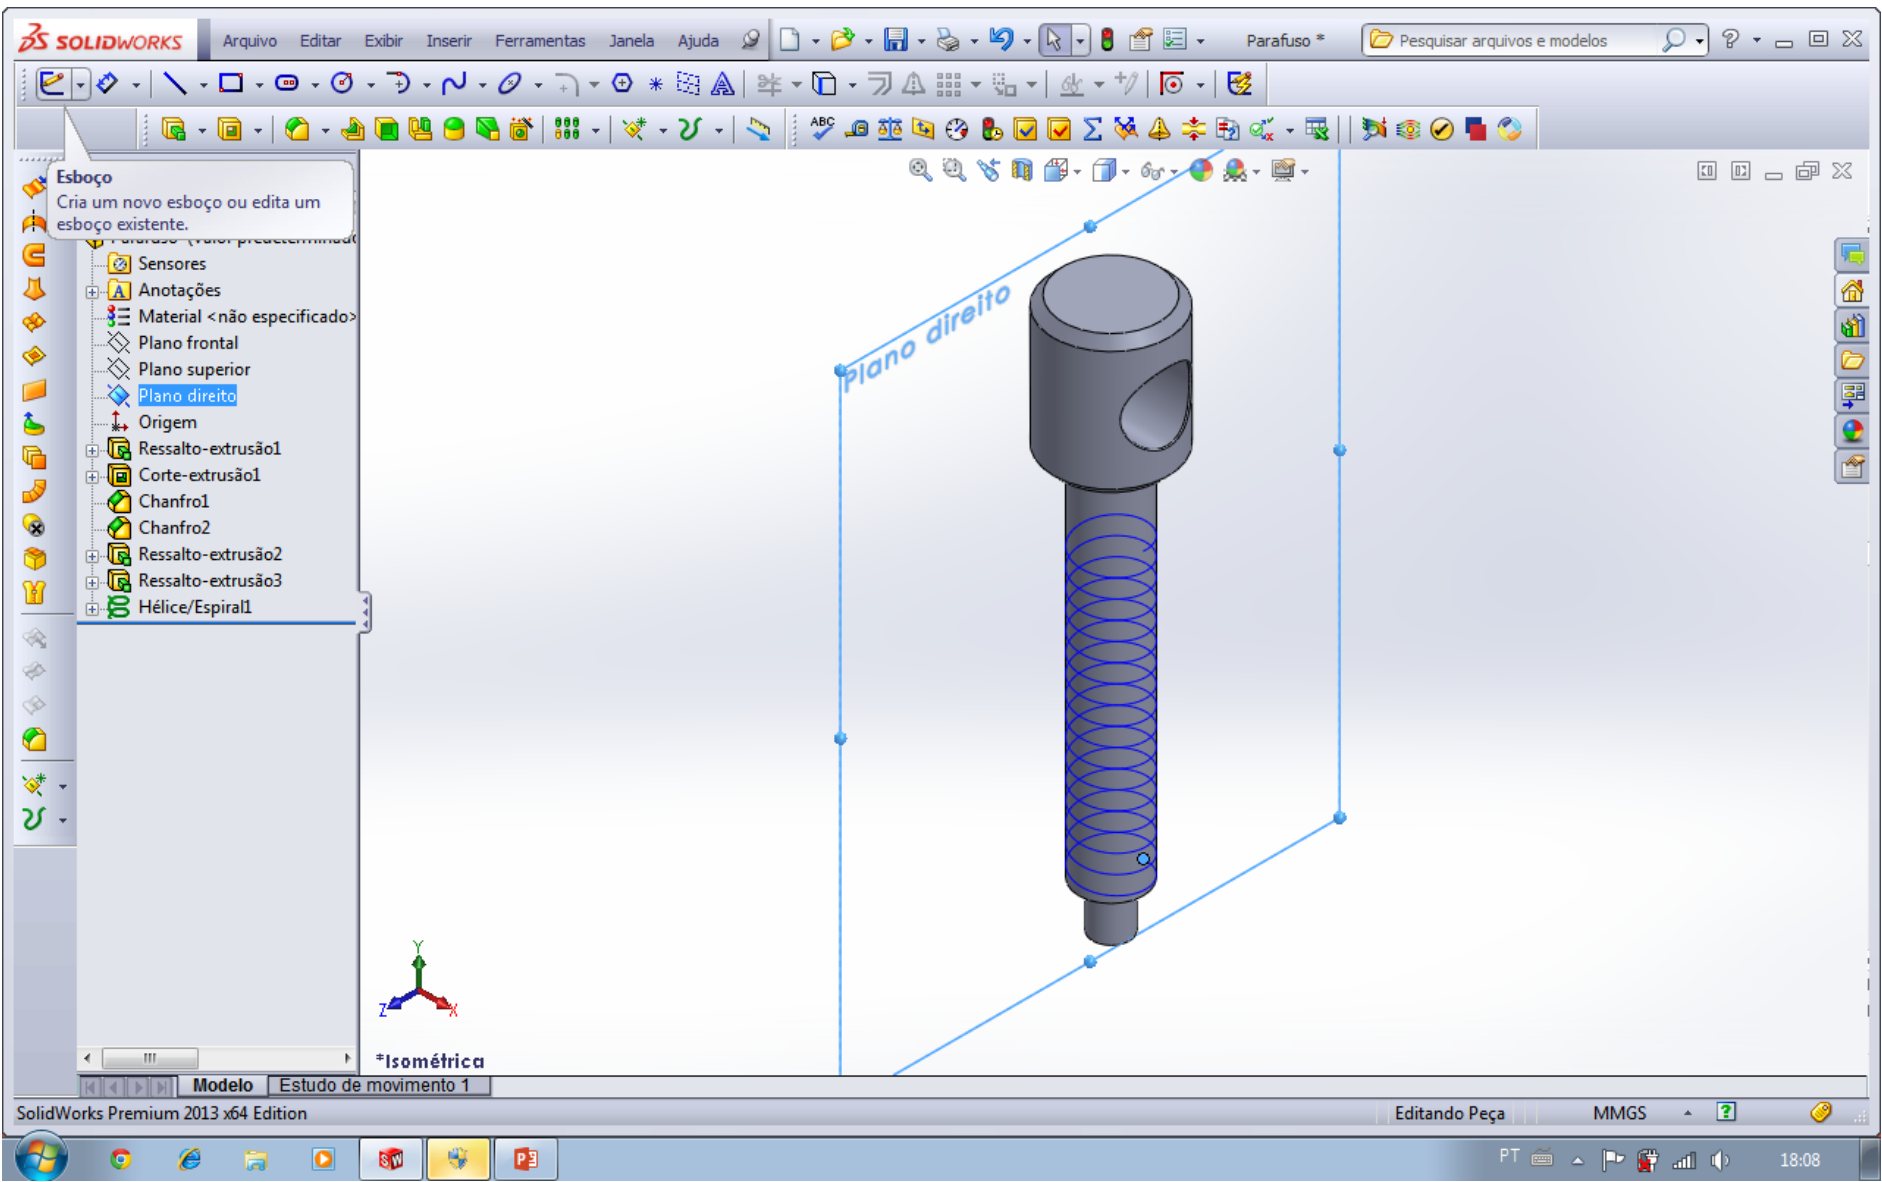 SOLIDWORKS Arquivo Editar Exibir Inserir Ferramentas Janela Ajuda Parafuso * Pesquisar arquivos e modelos ?
ABC
Esboço
Cria um novo esboço ou edita um
esboço existente.
Sensores
Anotações
Material <não especificado>
Plano frontal
Plano superior
Plano direito
Origem
Ressalto-extrusão1
Corte-extrusão1
Chanfro1
Chanfro2
Ressalto-extrusão2
Ressalto-extrusão3
Hélice/Espiral1
Plano direito
Y
Z
X
*Isométrica
Modelo Estudo de movimento 1
SolidWorks Premium 2013 x64 Edition Editando Peça MMGS ?
PT 18:08